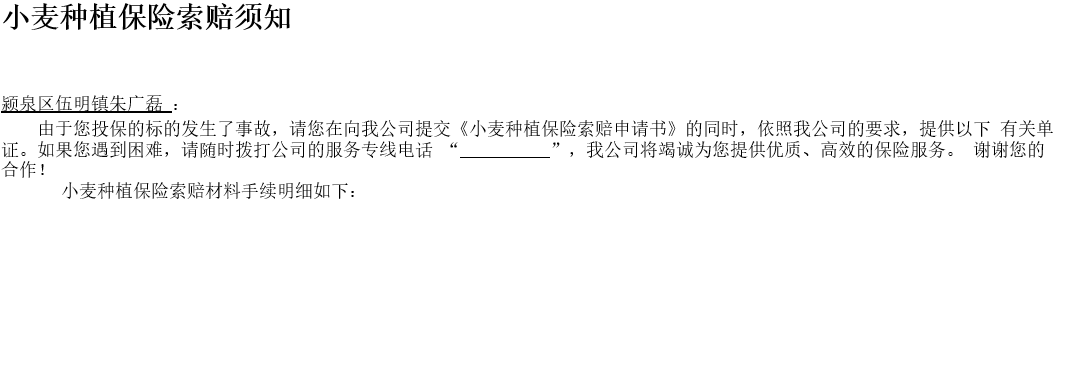 小麦种植保险索赔须知
颍泉区伍明镇朱广磊 ：
由于您投保的标的发生了事故，请您在向我公司提交《小麦种植保险索赔申请书》的同时，依照我公司的要求，提供以下 有关单
证。如果您遇到困难，请随时拨打公司的服务专线电话 “__________”，我公司将竭诚为您提供优质、高效的保险服务。 谢谢您的
合作！
小麦种植保险索赔材料手续明细如下：